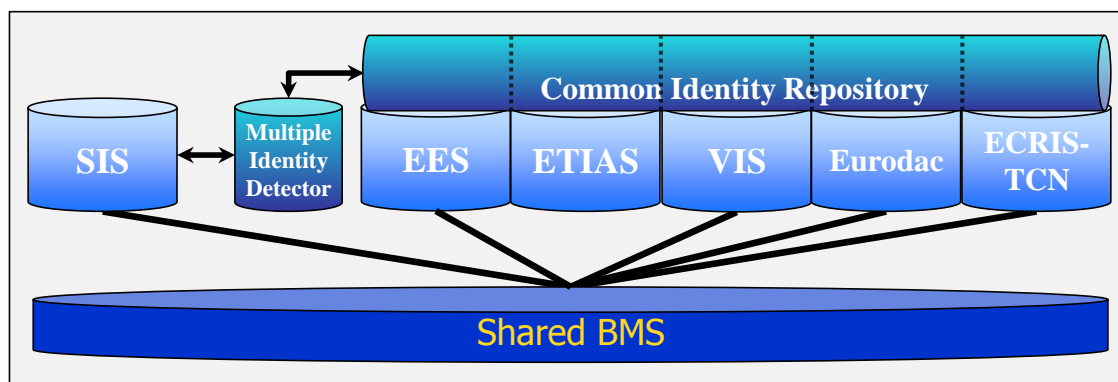 Common Identity Repository
SIS
Multiple
Identity
Detector
EES
ETIAS
VIS
Eurodac
ECRIS-
TCN
Shared BMS